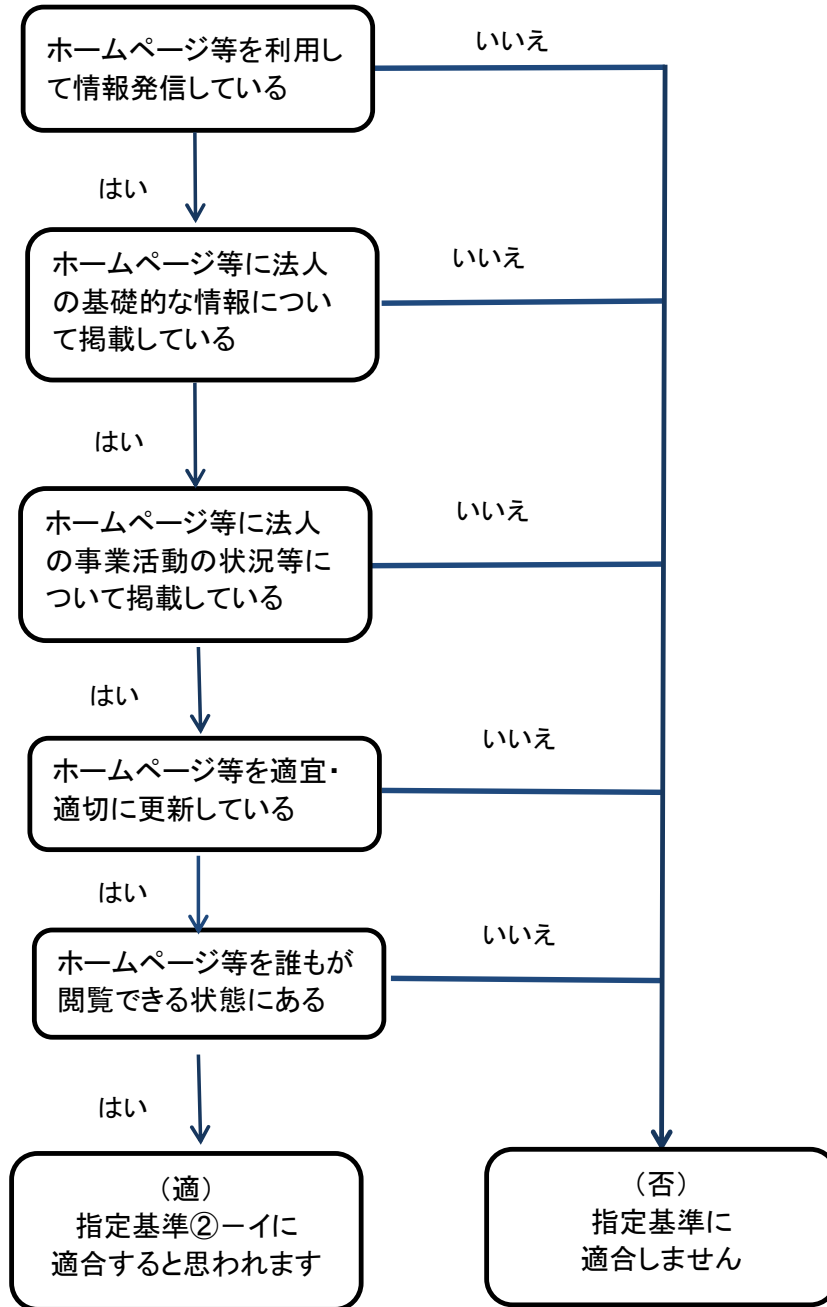 ホームページ等を利用し
て情報発信している
いいえ
はい
ホームページ等に法人
の基礎的な情報につい
て掲載している
いいえ
はい
ホームページ等に法人
の事業活動の状況等に
ついて掲載している
いいえ
はい
ホームページ等を適宜・
適切に更新している
いいえ
はい
ホームページ等を誰もが
閲覧できる状態にある
いいえ
はい
（適）
指定基準②－イに
適合すると思われます
（否）
指定基準に
適合しません